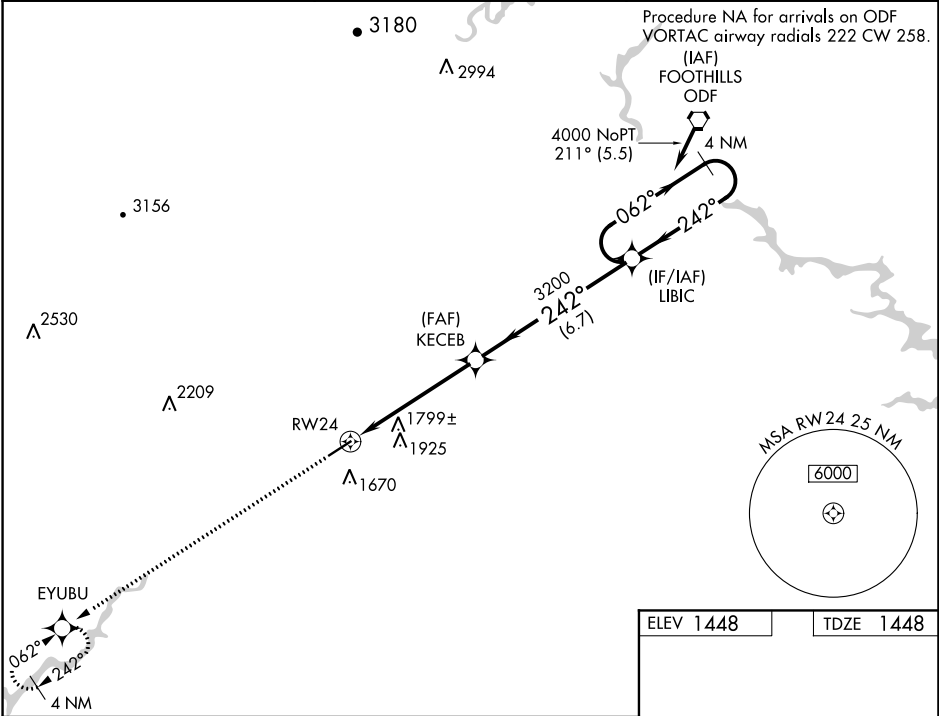 Procedure NA for arrivals on ODF
VORTAC airway radials 222 CW 258.
3180
2994
(IAF)
FOOTHILLS
ODF
4000 NoPT
211° (5.5)
4 NM
062°
242°
3156
(IF/IAF)
LIBIC
3200
242°
(6.7)
(FAF)
KECEB
2530
2209
RW24
1799±
1925
1670
MSA RW24 25 NM
6000
EYUBU
062°
242°
4 NM
ELEV 1448
TDZE 1448